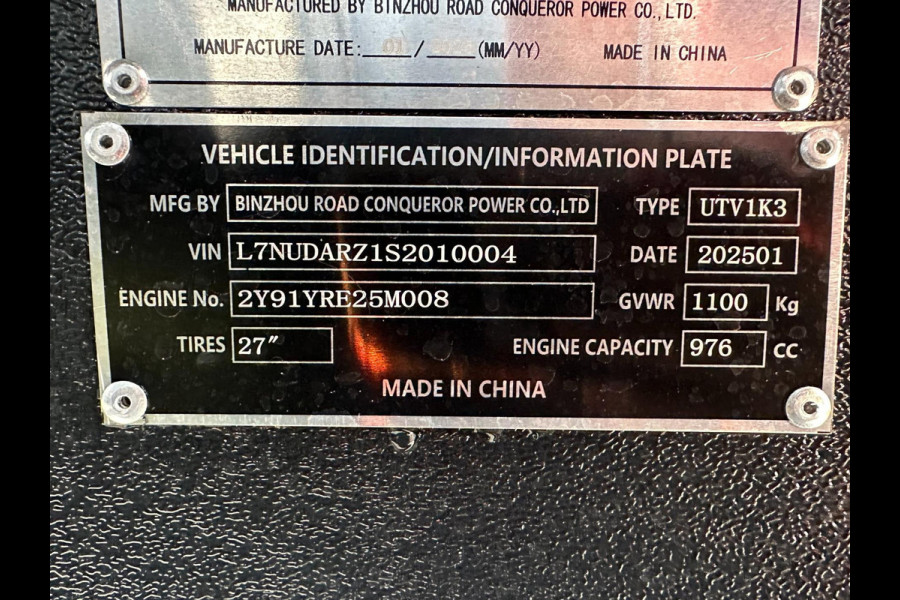 MANUFACTURED BY BINZHOU ROAD CONQUEROR POWER CO.,LTD.
MANUFACTURE DATE: / (MM/YY) MADE IN CHINA
VEHICLE IDENTIFICATION/INFORMATION PLATE
MFG BY BINZHOU ROAD CONQUEROR POWER CO.,LTD TYPE UTV1K3
VIN L7NUDARZ1S2010004 DATE 202501
ENGINE No. 2Y91YRE25M008 GVWR 1100 Kg
TIRES 27″ ENGINE CAPACITY 976 CC
MADE IN CHINA